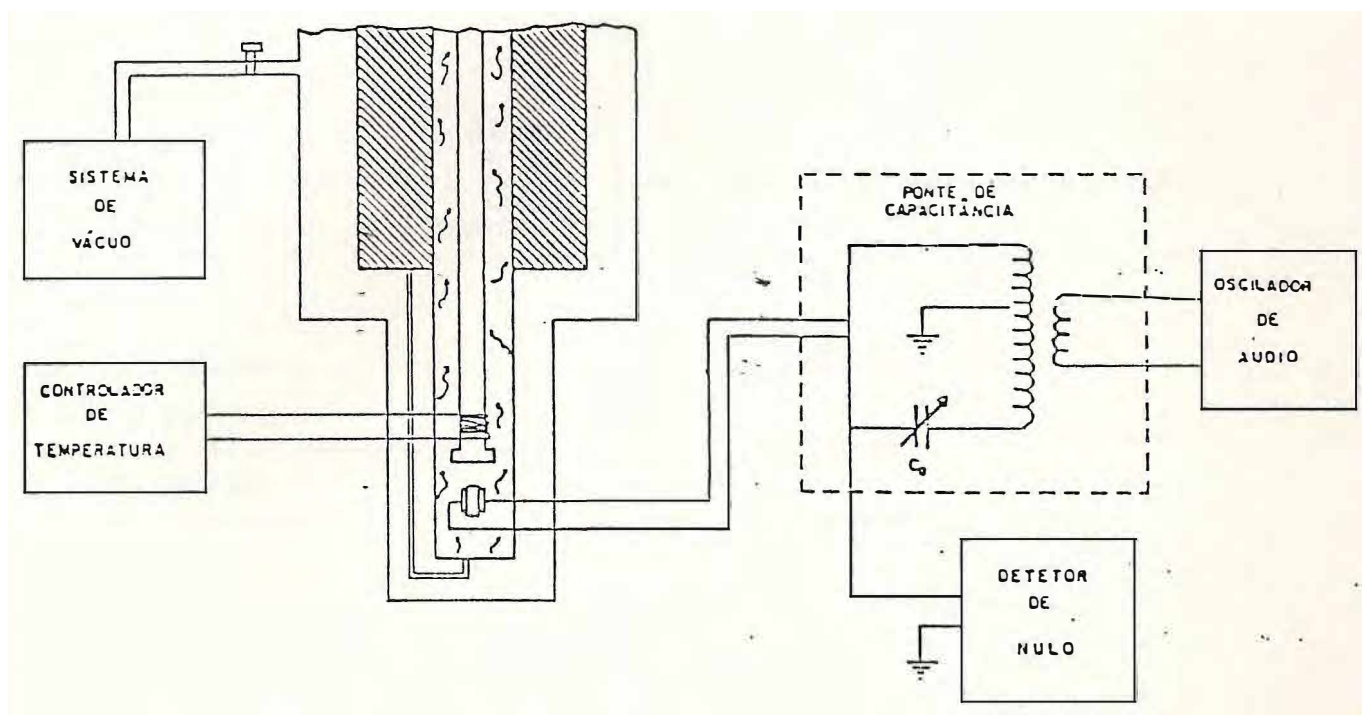 SISTEMA
DE
VÁCUO
CONTROLADOR
DE
TEMPERATURA
PONTE DE
CAPACITÂNCIA
C₀
OSCILADOR
DE
AUDIO
DETETOR
DE
NULO